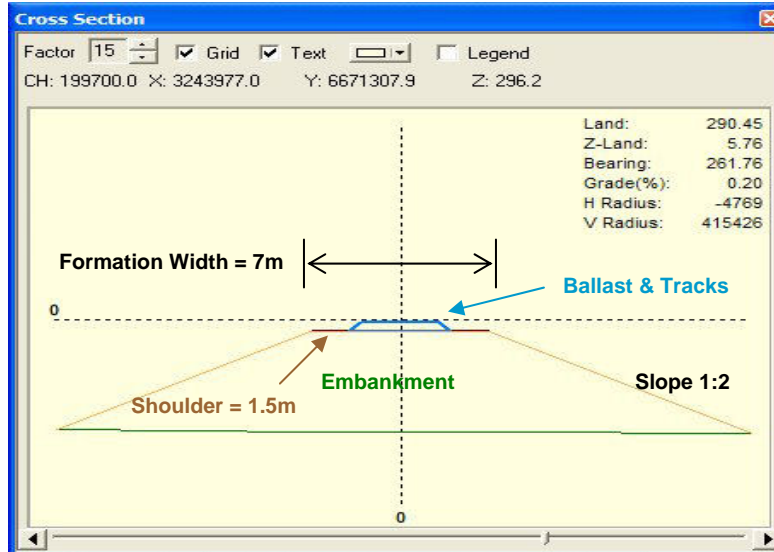 Cross Section
Factor 15 Grid Text Legend
CH: 199700.0 X: 3243977.0 Y: 6671307.9 Z: 296.2
Land: 290.45
Z-Land: 5.76
Bearing: 261.76
Grade(%): 0.20
H Radius: -4769
V Radius: 415426
Formation Width = 7m
Ballast & Tracks
0
Embankment
Slope 1:2
Shoulder = 1.5m
0